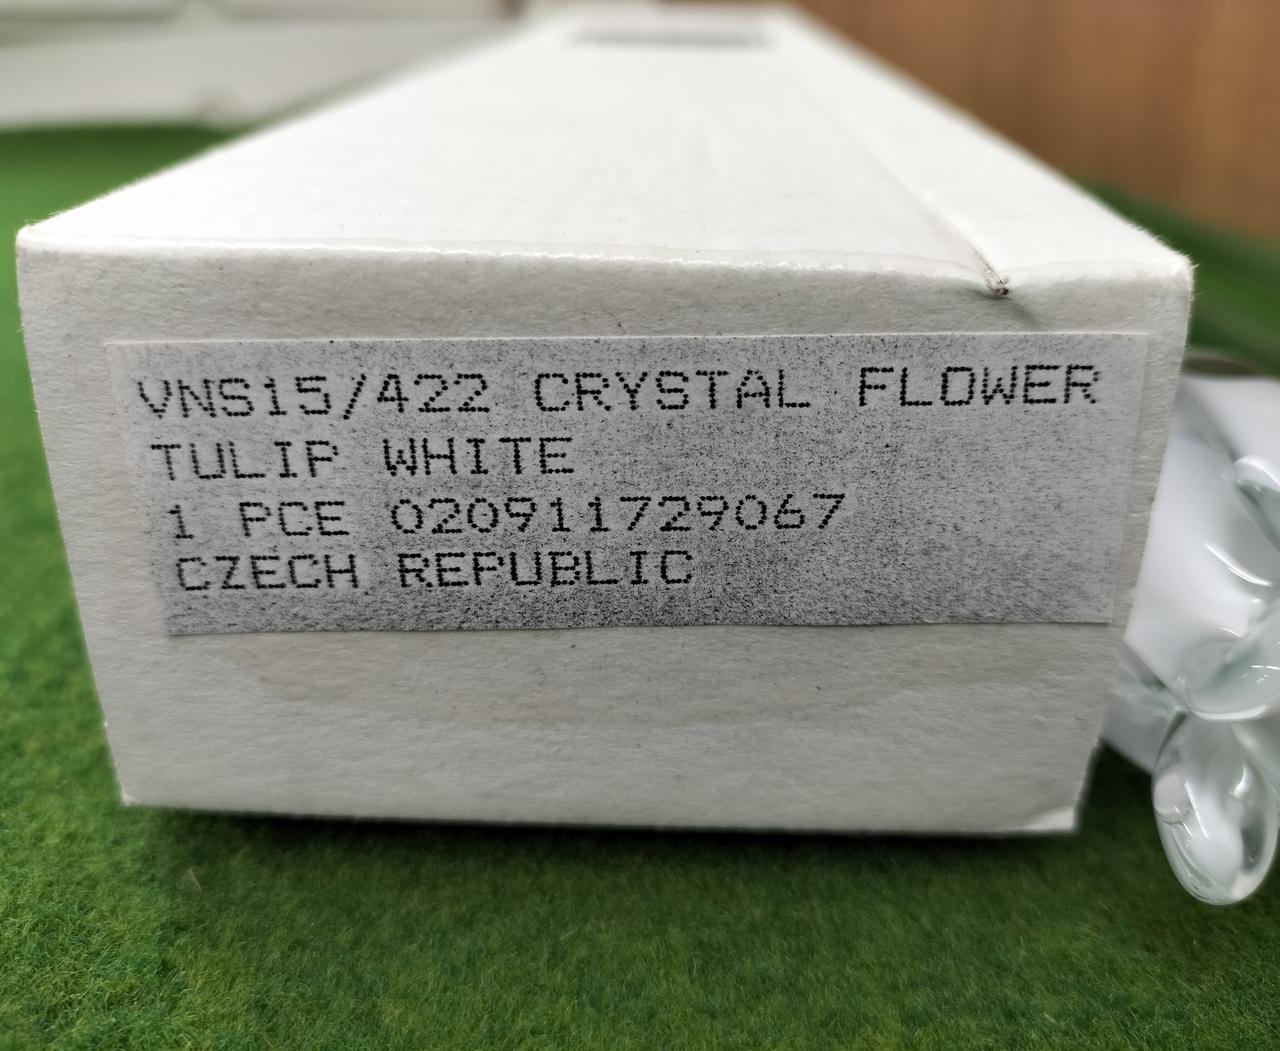 VNS15/422 CRYSTAL FLOWER
TULIP WHITE
1 PCE 020911729067
CZECH REPUBLIC